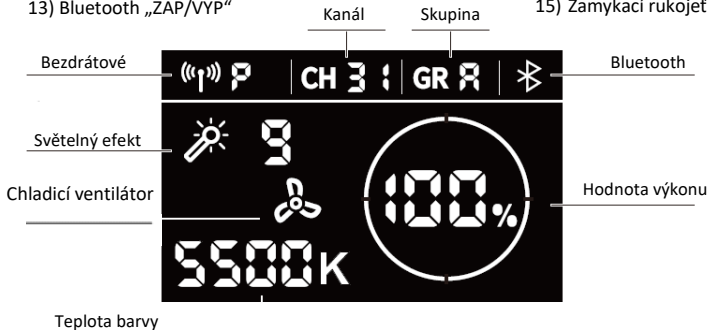 13) Bluetooth „ZAP/VYP“
Kanál
Skupina
15) Zamykací rukojeť
Bezdrátové
P
CH 31
GR A
Bluetooth
Světelný efekt
9
Chladicí ventilátor
100%
Hodnota výkonu
5500K
Teplota barvy